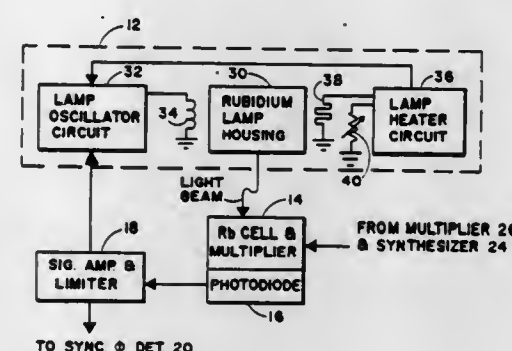 12
32
30
38
36
LAMP
OSCILLATOR
CIRCUIT
34
RUBIDIUM
LAMP
HOUSING
LAMP
HEATER
CIRCUIT
40
LIGHT
BEAM
14
18
Rb CELL &
MULTIPLIER
FROM MULTIPLIER 26
& SYNTHESIZER 24
SIG. AMP. &
LIMITER
PHOTODIODE
16
TO SYNC Φ DET 20